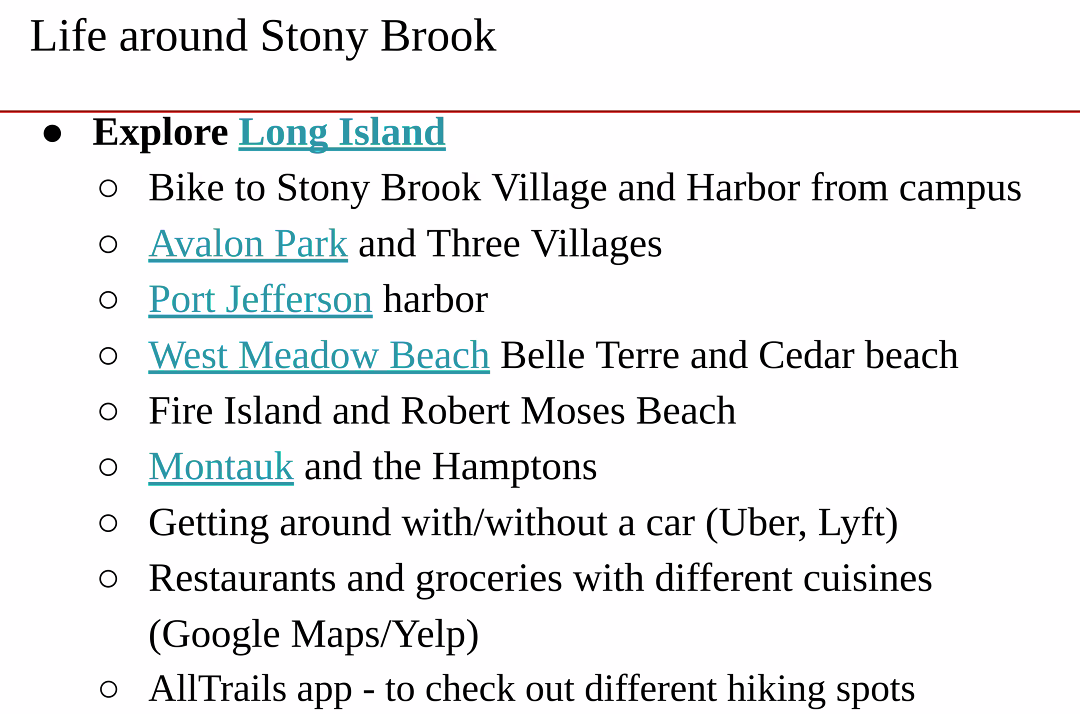 Life around Stony Brook
● Explore Long Island
○ Bike to Stony Brook Village and Harbor from campus
○ Avalon Park and Three Villages
○ Port Jefferson harbor
○ West Meadow Beach Belle Terre and Cedar beach
○ Fire Island and Robert Moses Beach
○ Montauk and the Hamptons
○ Getting around with/without a car (Uber, Lyft)
○ Restaurants and groceries with different cuisines
(Google Maps/Yelp)
○ AllTrails app - to check out different hiking spots